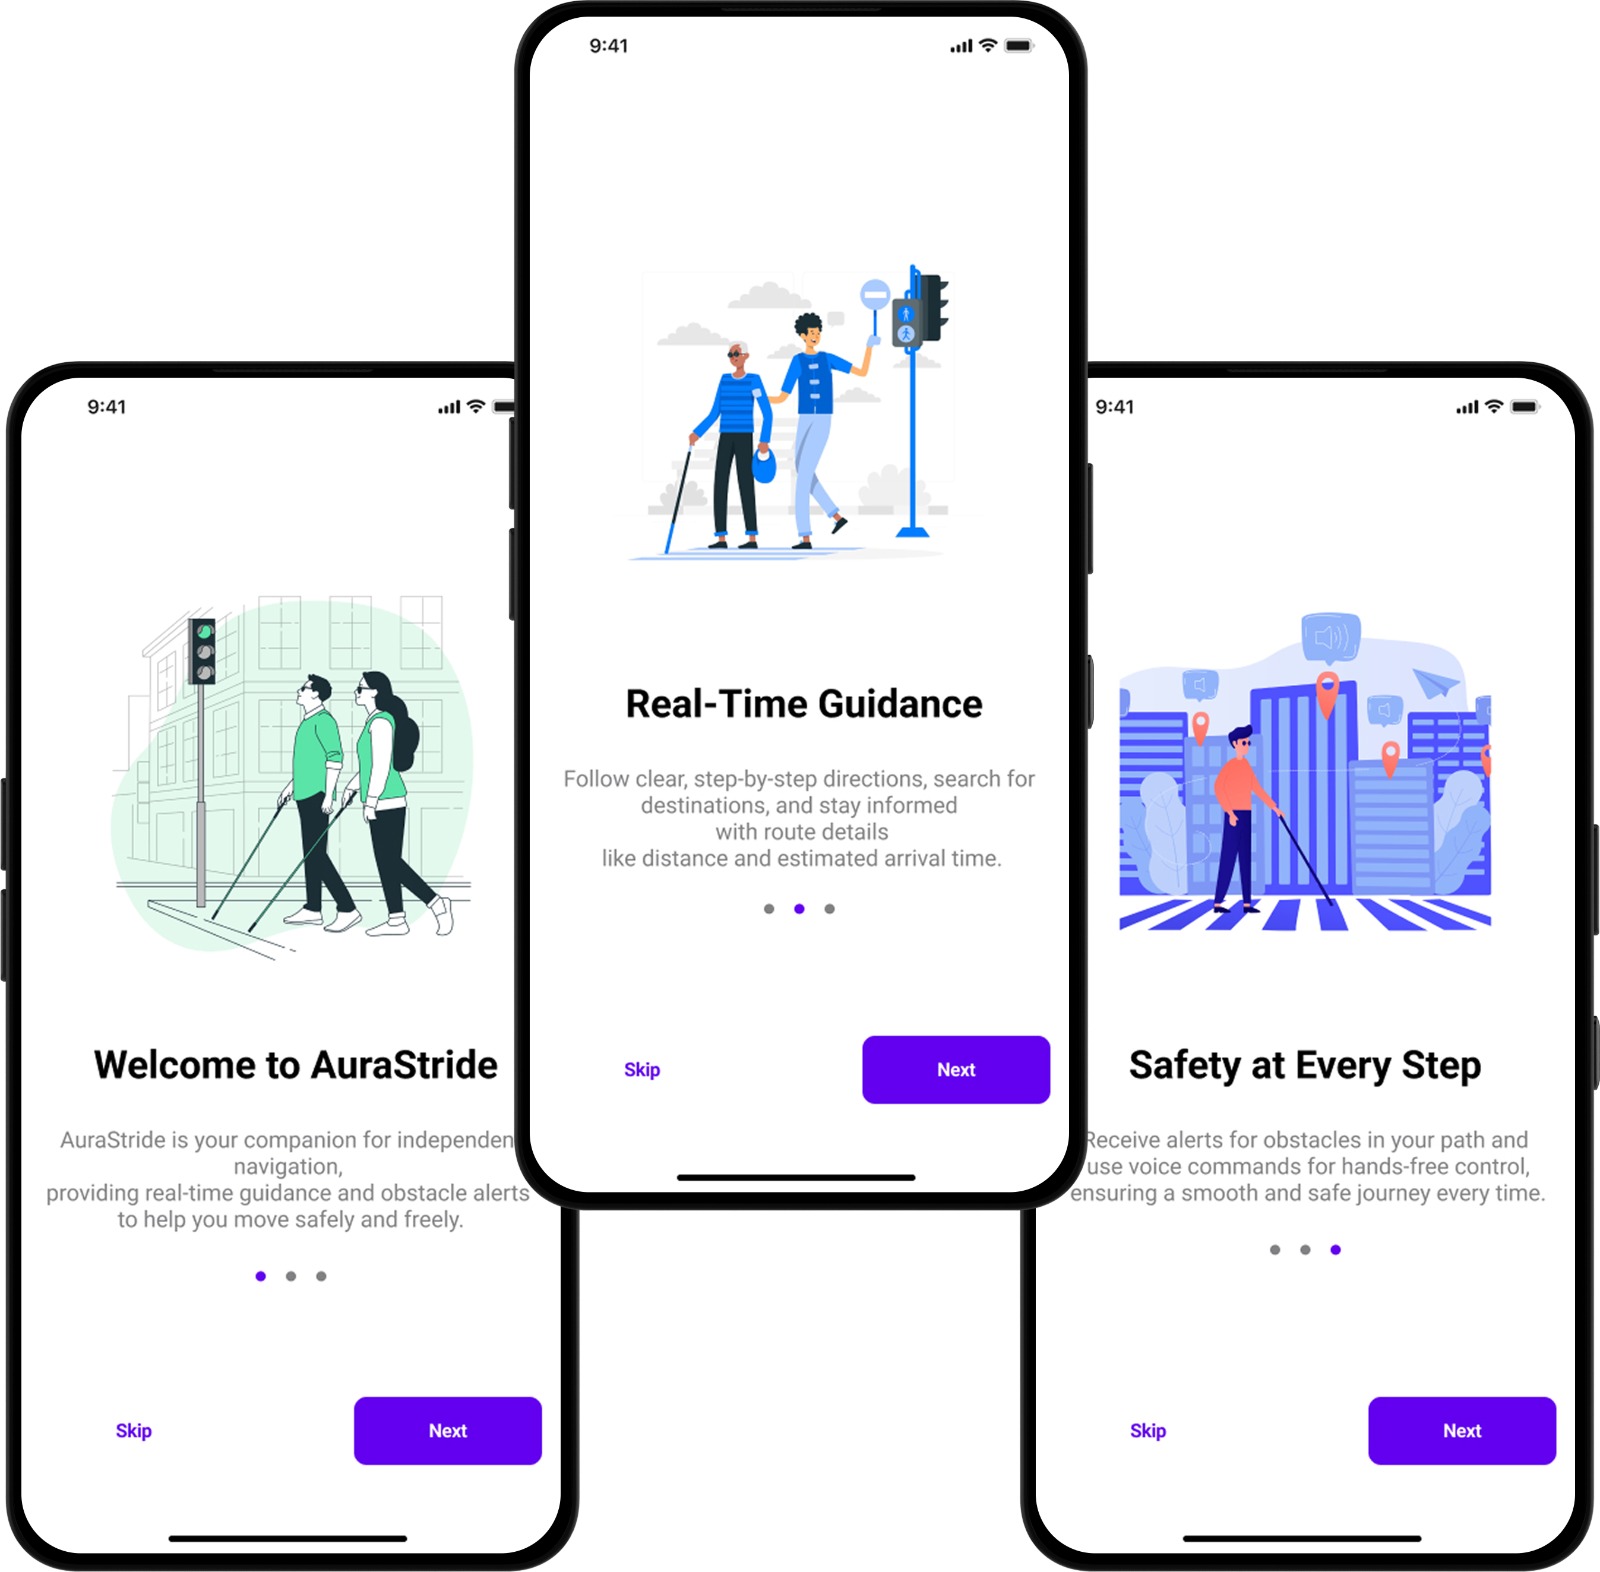 9:41
Welcome to AuraStride
AuraStride is your companion for independen
navigation,
providing real-time guidance and obstacle alerts
to help you move safely and freely.
Skip
Next
9:41
Real-Time Guidance
Follow clear, step-by-step directions, search for
destinations, and stay informed
with route details
like distance and estimated arrival time.
Skip
Next
9:41
Safety at Every Step
Receive alerts for obstacles in your path and
use voice commands for hands-free control,
ensuring a smooth and safe journey every time.
Skip
Next